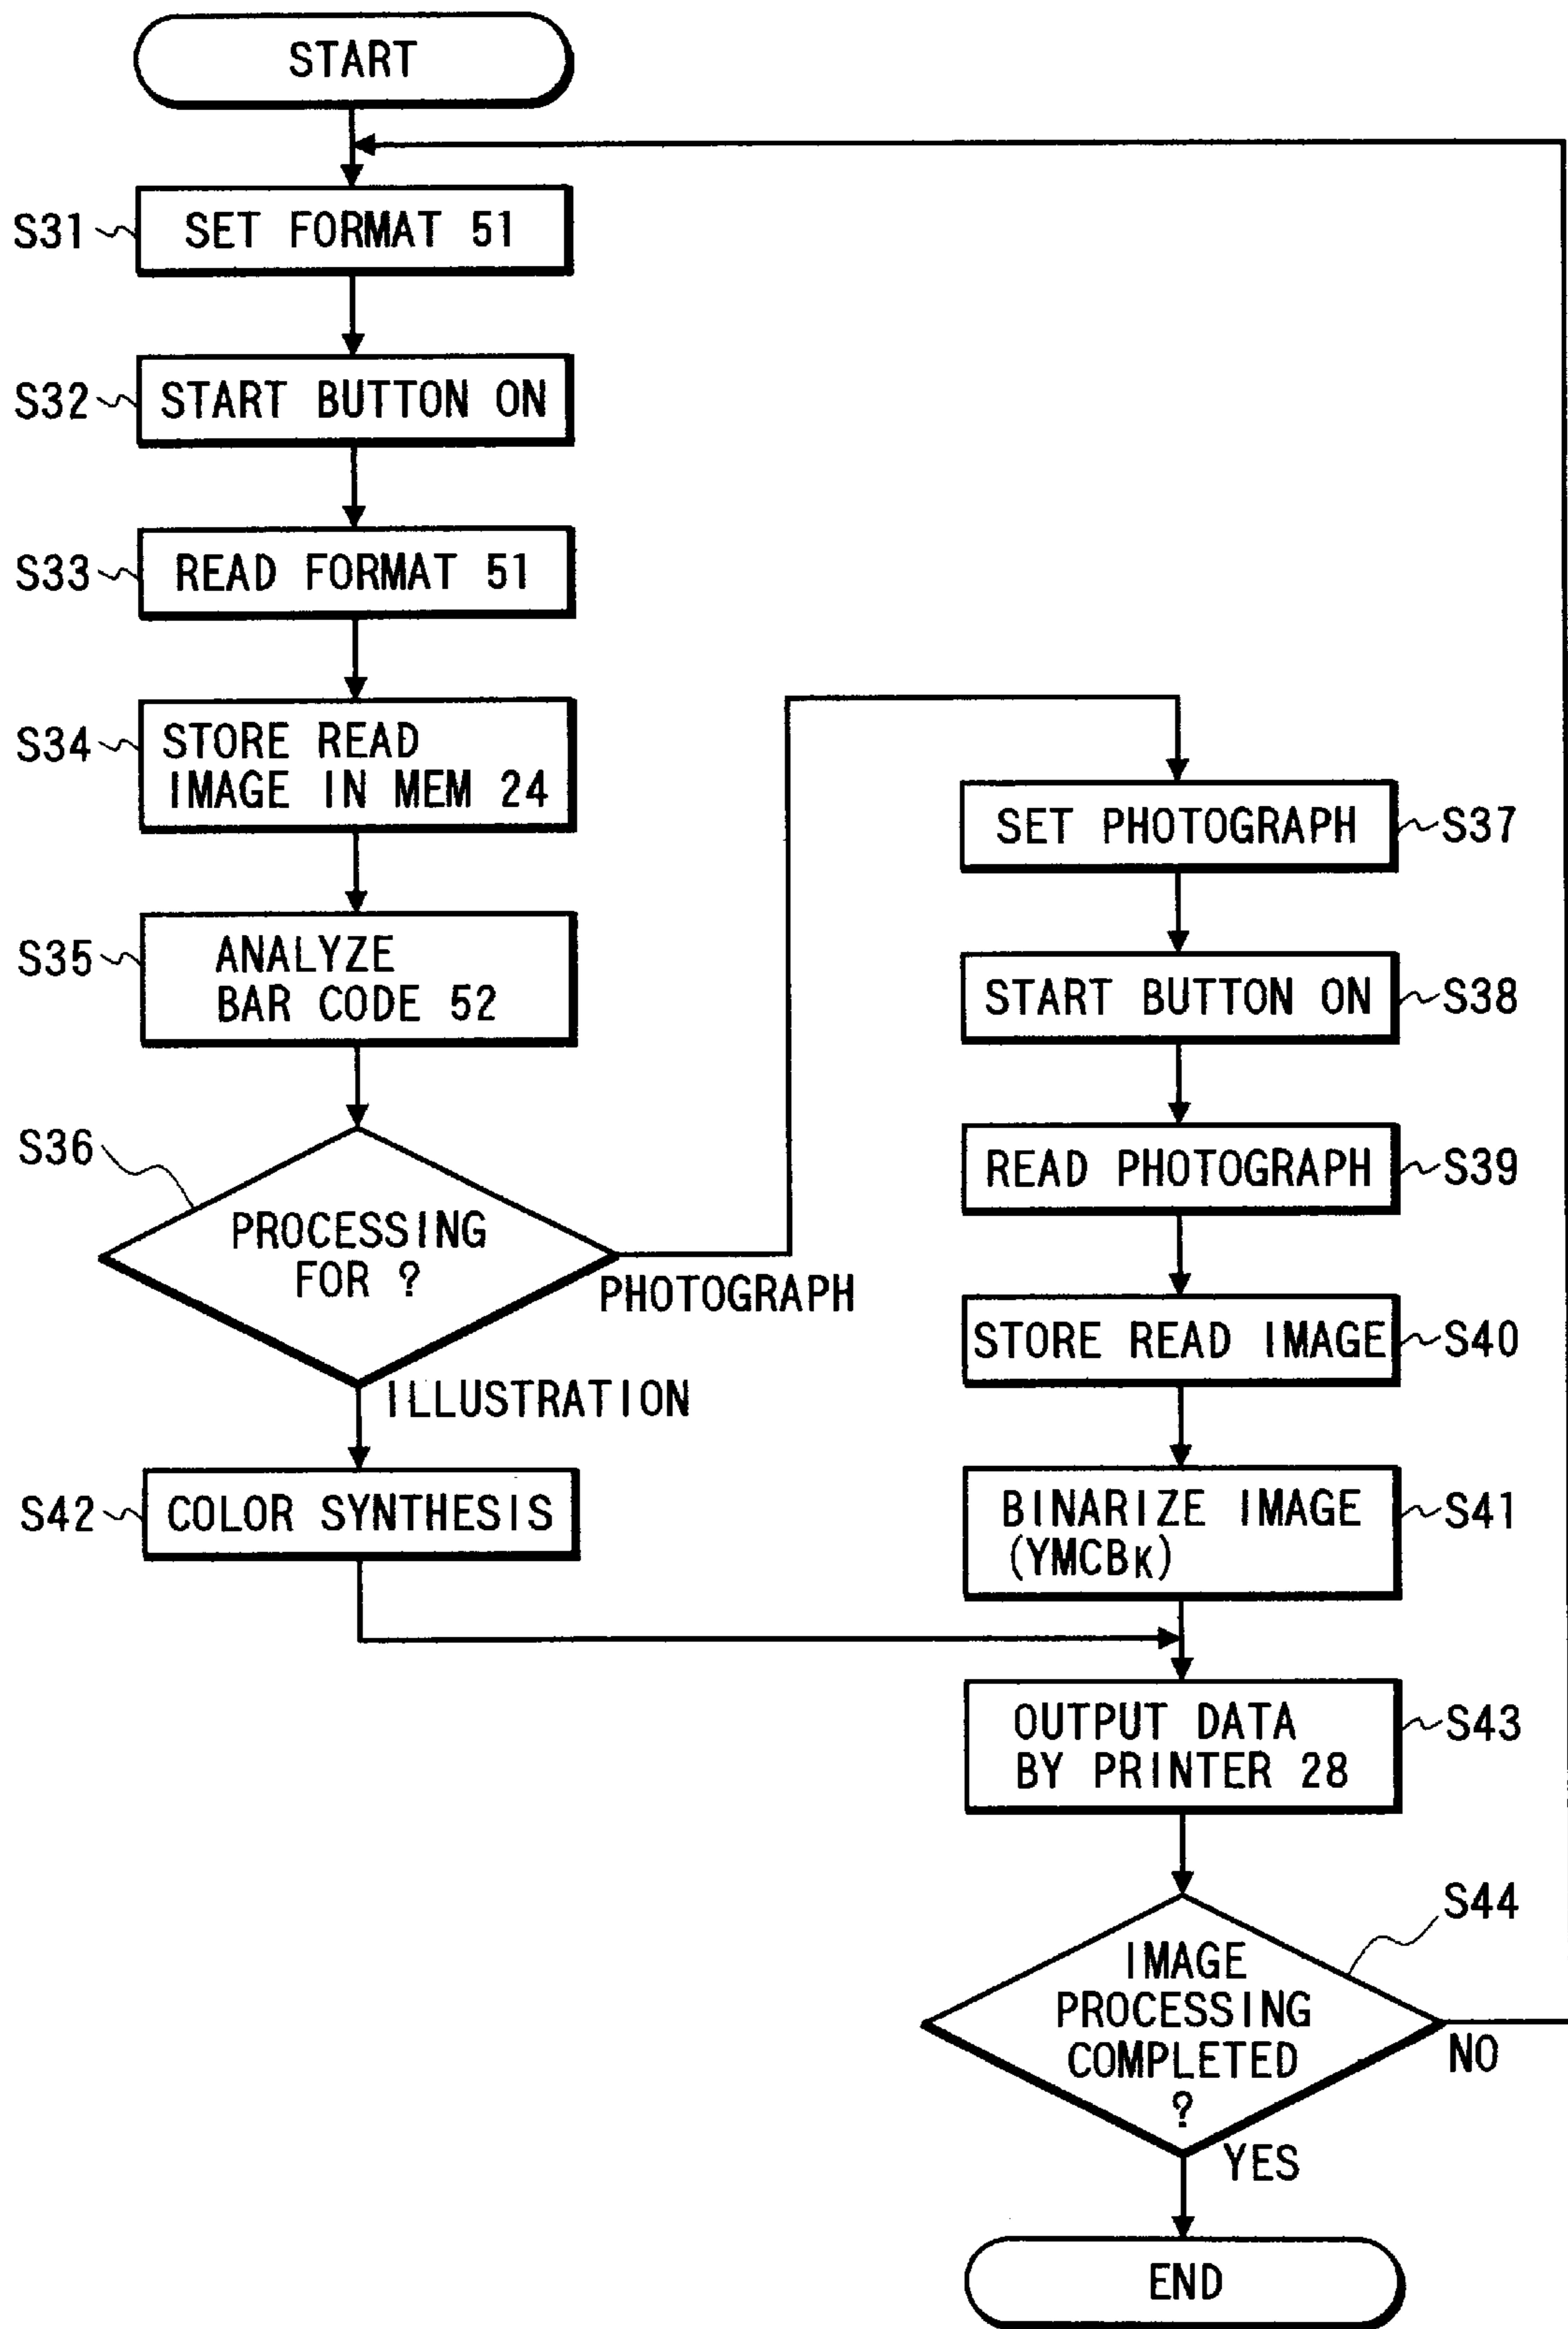 START
S31
SET FORMAT 51
S32
START BUTTON ON
S33
READ FORMAT 51
S34
STORE READ
IMAGE IN MEM 24
S35
ANALYZE
BAR CODE 52
S36
PROCESSING
FOR ?
PHOTOGRAPH
ILLUSTRATION
S42
COLOR SYNTHESIS
SET PHOTOGRAPH
S37
START BUTTON ON
S38
READ PHOTOGRAPH
S39
STORE READ IMAGE
S40
BINARIZE IMAGE
(YMCBK)
S41
OUTPUT DATA
BY PRINTER 28
S43
S44
IMAGE
PROCESSING
COMPLETED
?
NO
YES
END